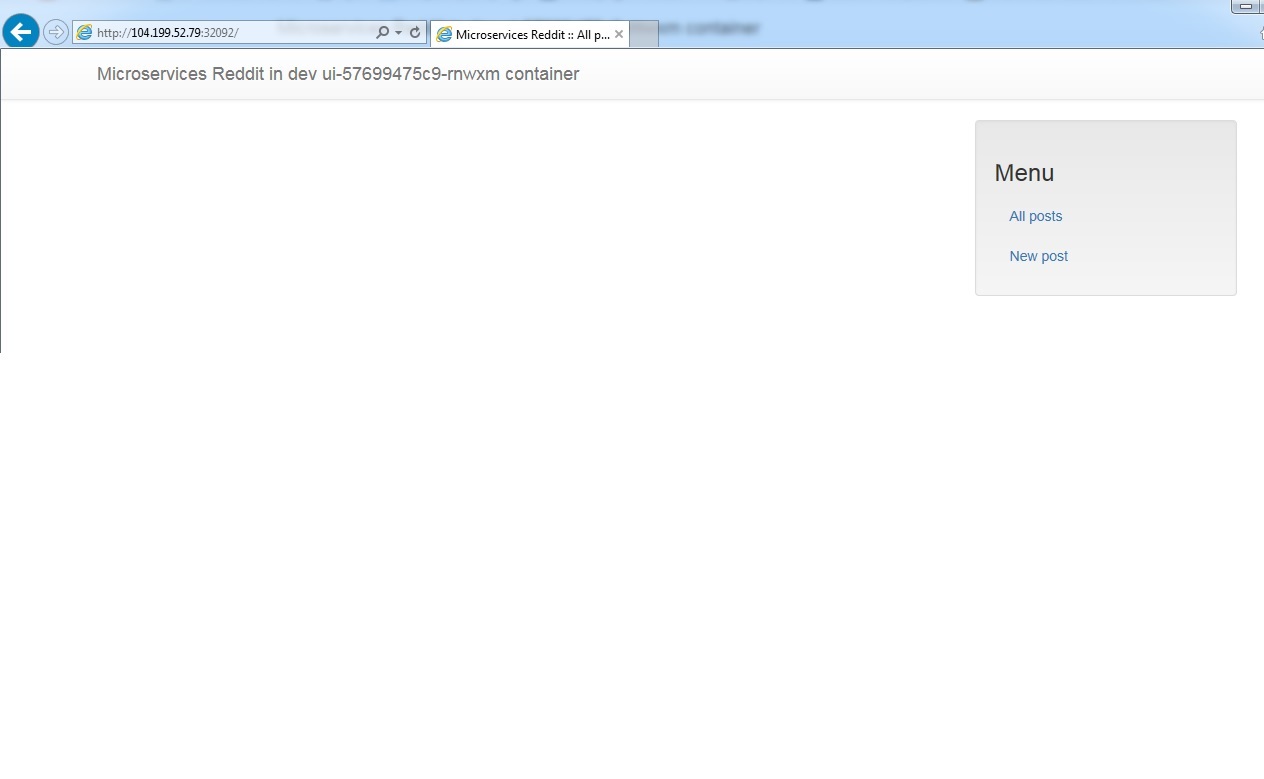 http://104.199.52.79:32092/
Microservices Reddit :: All p...
Microservices Reddit in dev ui-57699475c9-rnwxm container
Menu
All posts
New post